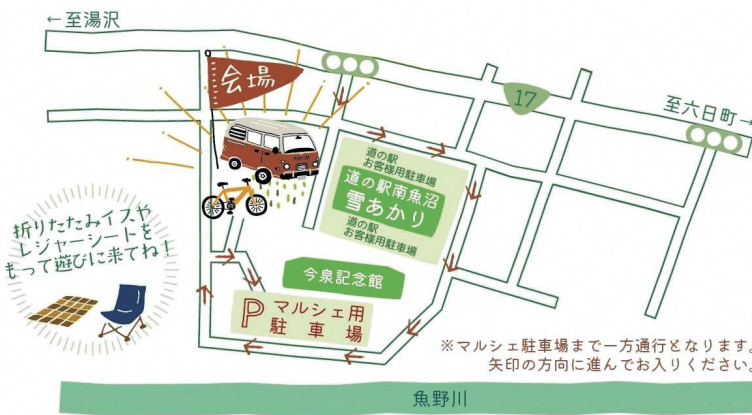 ←至湯沢
会場
17
至六日町→
道の駅
お客様用駐車場
道の駅南魚沼
雪あかり
道の駅
お客様用駐車場
折りたたみイスや
レジャーシートを
もって遊びに来てね!
今泉記念館
P マルシェ用
駐車場
※マルシェ駐車場まで一方通行となります。
矢印の方向に進んでお入りください。
魚野川